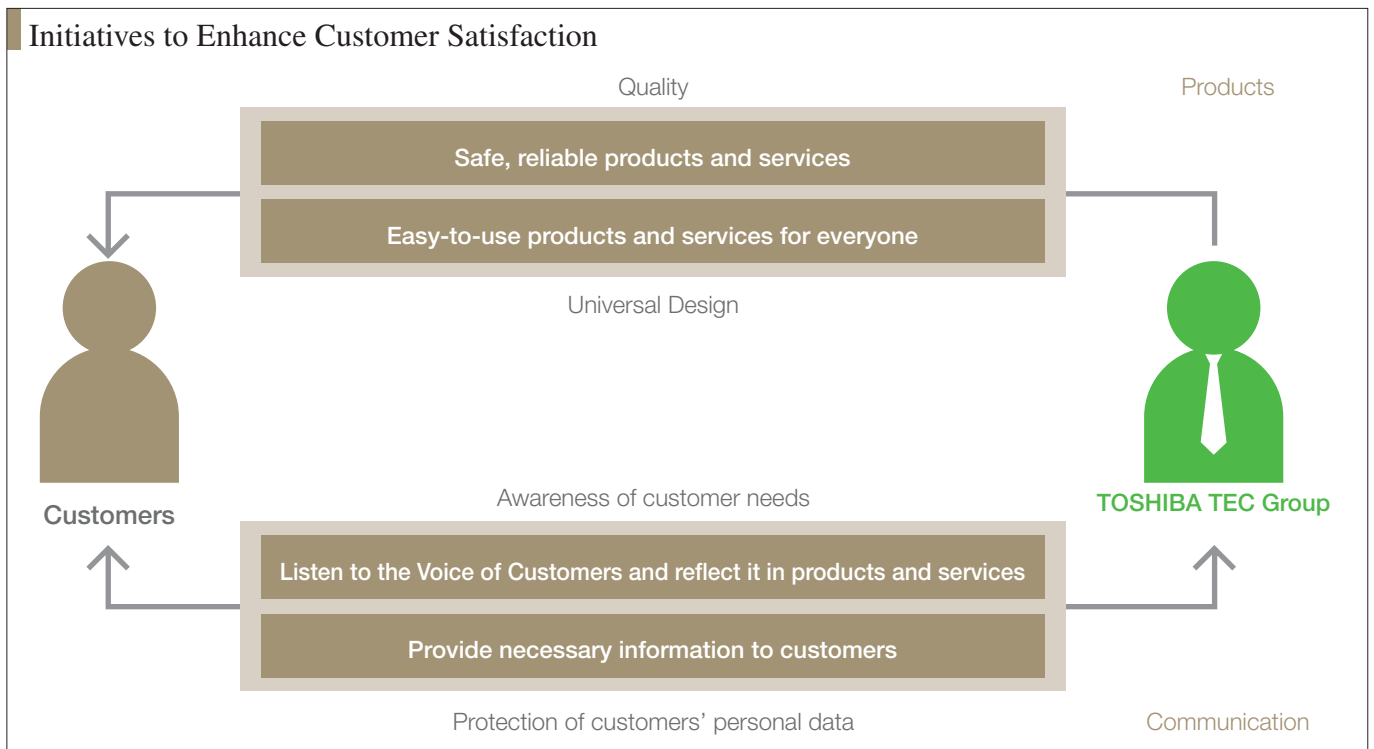 Initiatives to Enhance Customer Satisfaction
Quality
Products
Safe, reliable products and services
Easy-to-use products and services for everyone
Universal Design
Customers
TOSHIBA TEC Group
Awareness of customer needs
Listen to the Voice of Customers and reflect it in products and services
Provide necessary information to customers
Protection of customers’ personal data
Communication